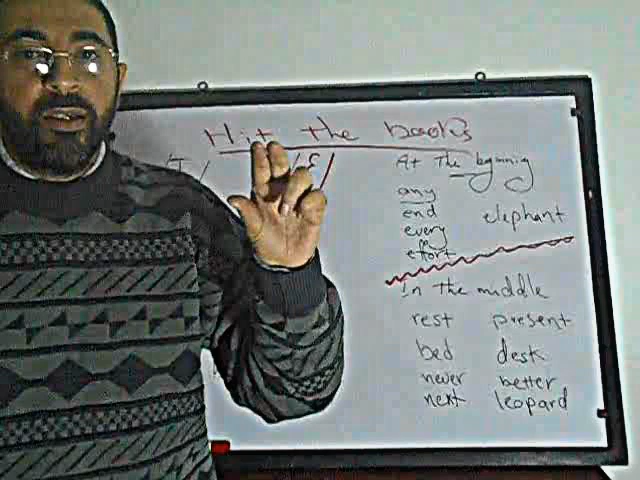 Hit the books
/I/ /ɛ/
At the beginning
any
end elephant
every
effort
in the middle
rest present
bed desk
never better
next leopard